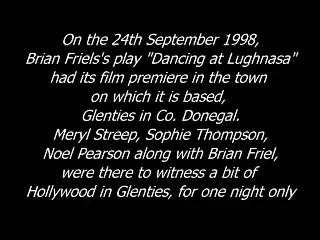 On the 24th September 1998,
Brian Friels's play "Dancing at Lughnasa"
had its film premiere in the town
on which it is based,
Glenties in Co. Donegal.
Meryl Streep, Sophie Thompson,
Noel Pearson along with Brian Friel,
were there to witness a bit of
Hollywood in Glenties, for one night only